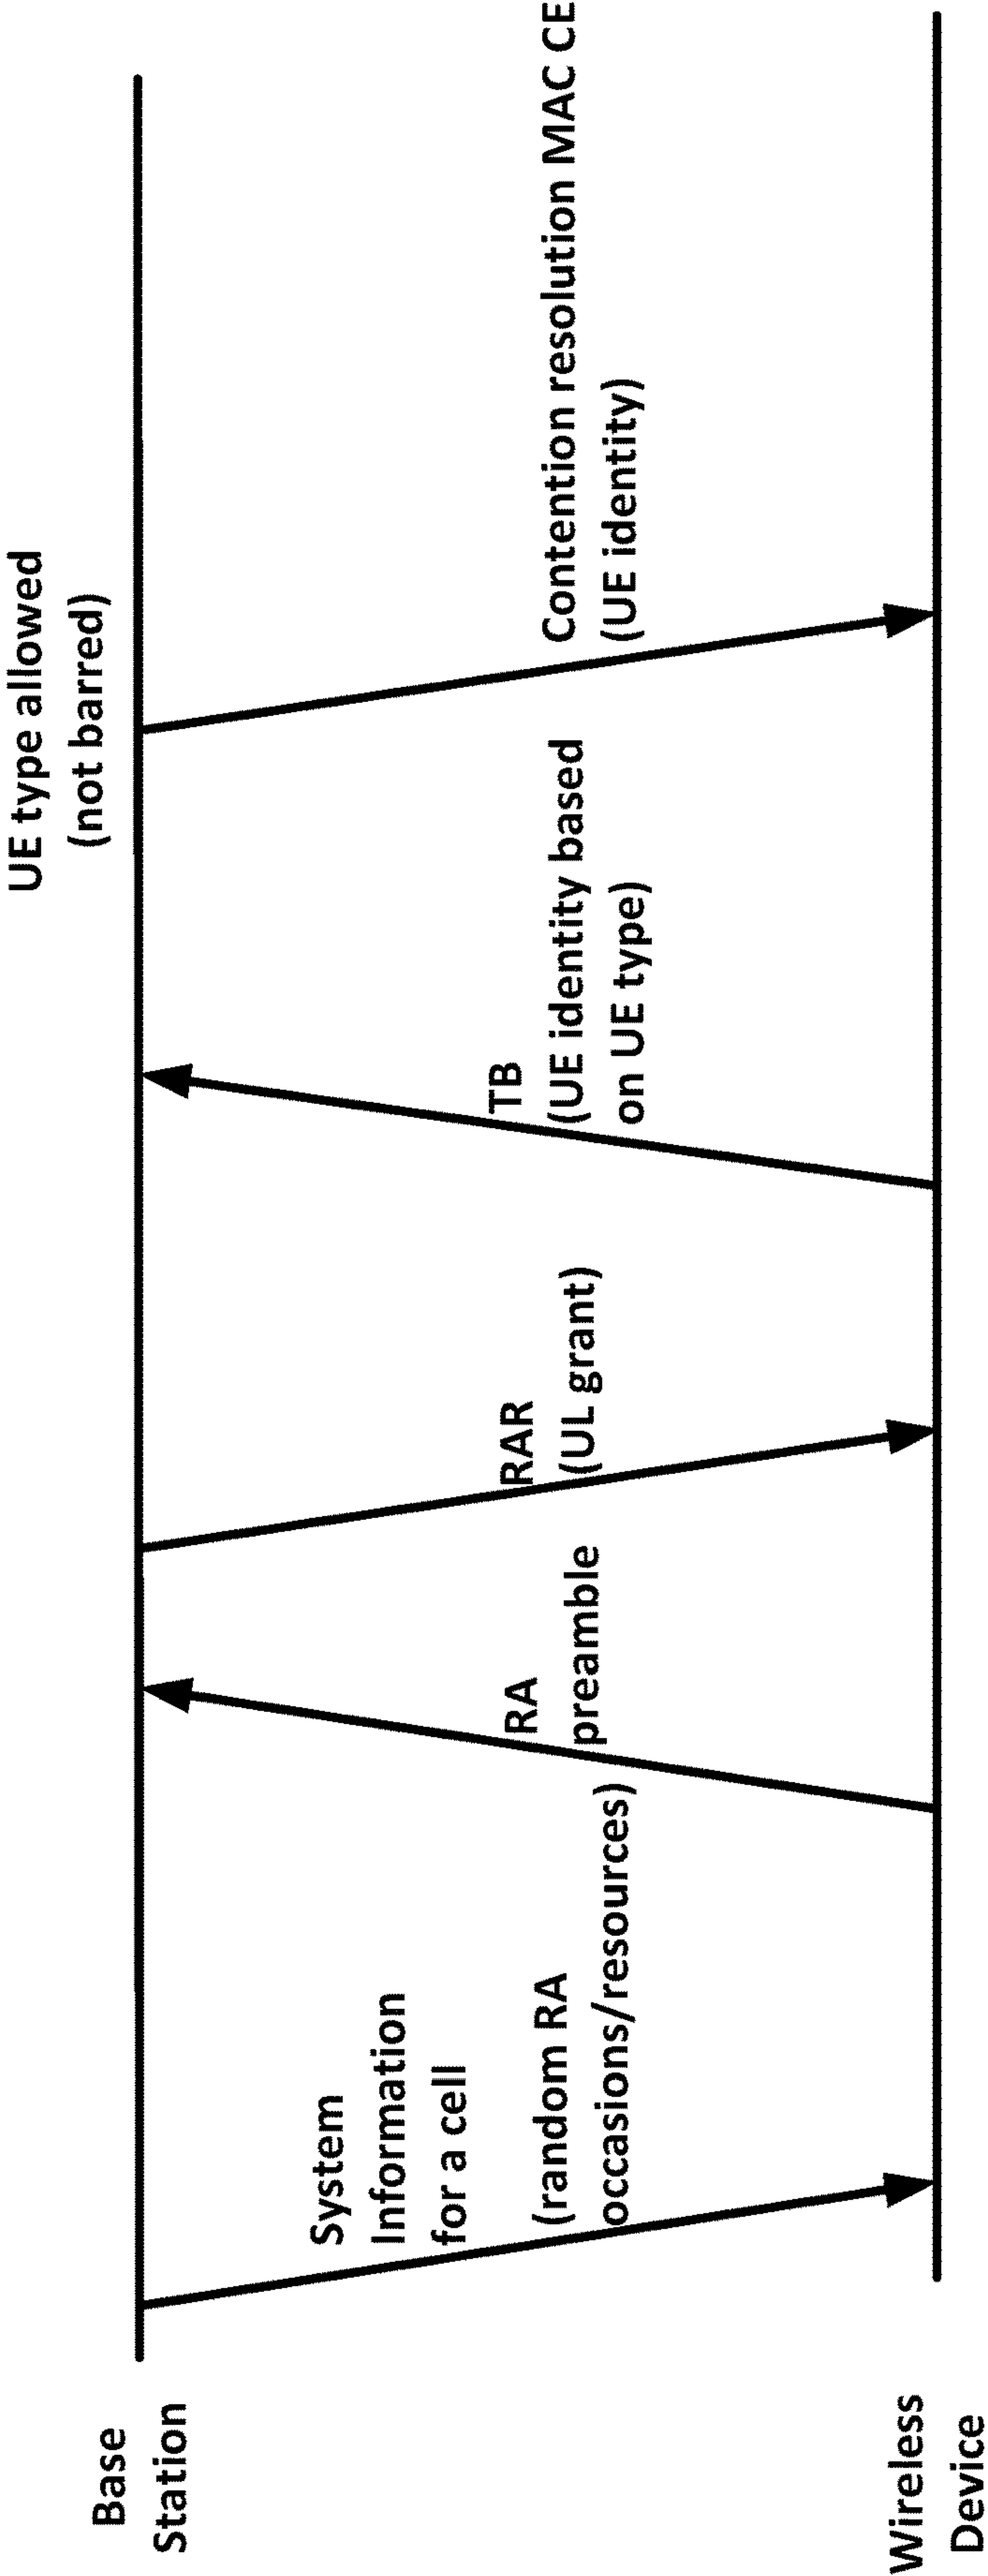 Base
Station
System
Information
for a cell
(random RA
occasions/resources)
RA
preamble
RAR
(UL grant)
TB
(UE identity based
on UE type)
UE type allowed
(not barred)
Contention resolution MAC CE
(UE identity)
Wireless
Device